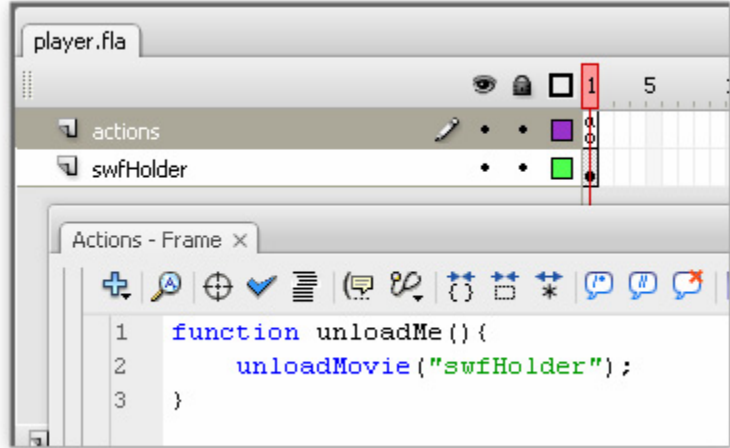 player.fla
1 5
actions
swfHolder
Actions - Frame
1 function unloadMe(){
2 unloadMovie("swfHolder");
3 }